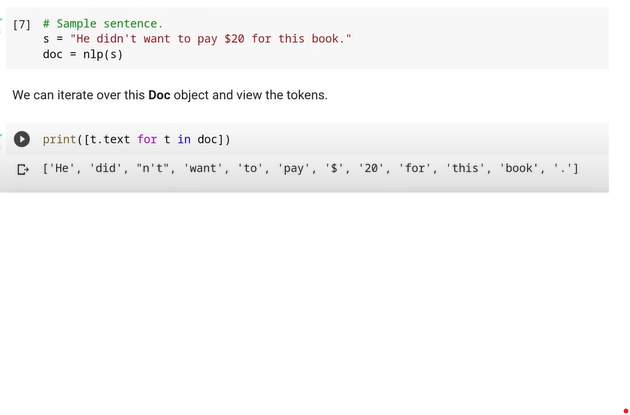 [7] # Sample sentence.
s = "He didn't want to pay $20 for this book."
doc = nlp(s)
We can iterate over this Doc object and view the tokens.
print([t.text for t in doc])
['He', 'did', "n't", 'want', 'to', 'pay', '$', '20', 'for', 'this', 'book', '.']